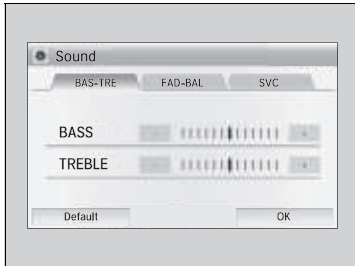 Sound
BAS-TRE FAD-BAL SVC
BASS - +
TREBLE - +
Default OK